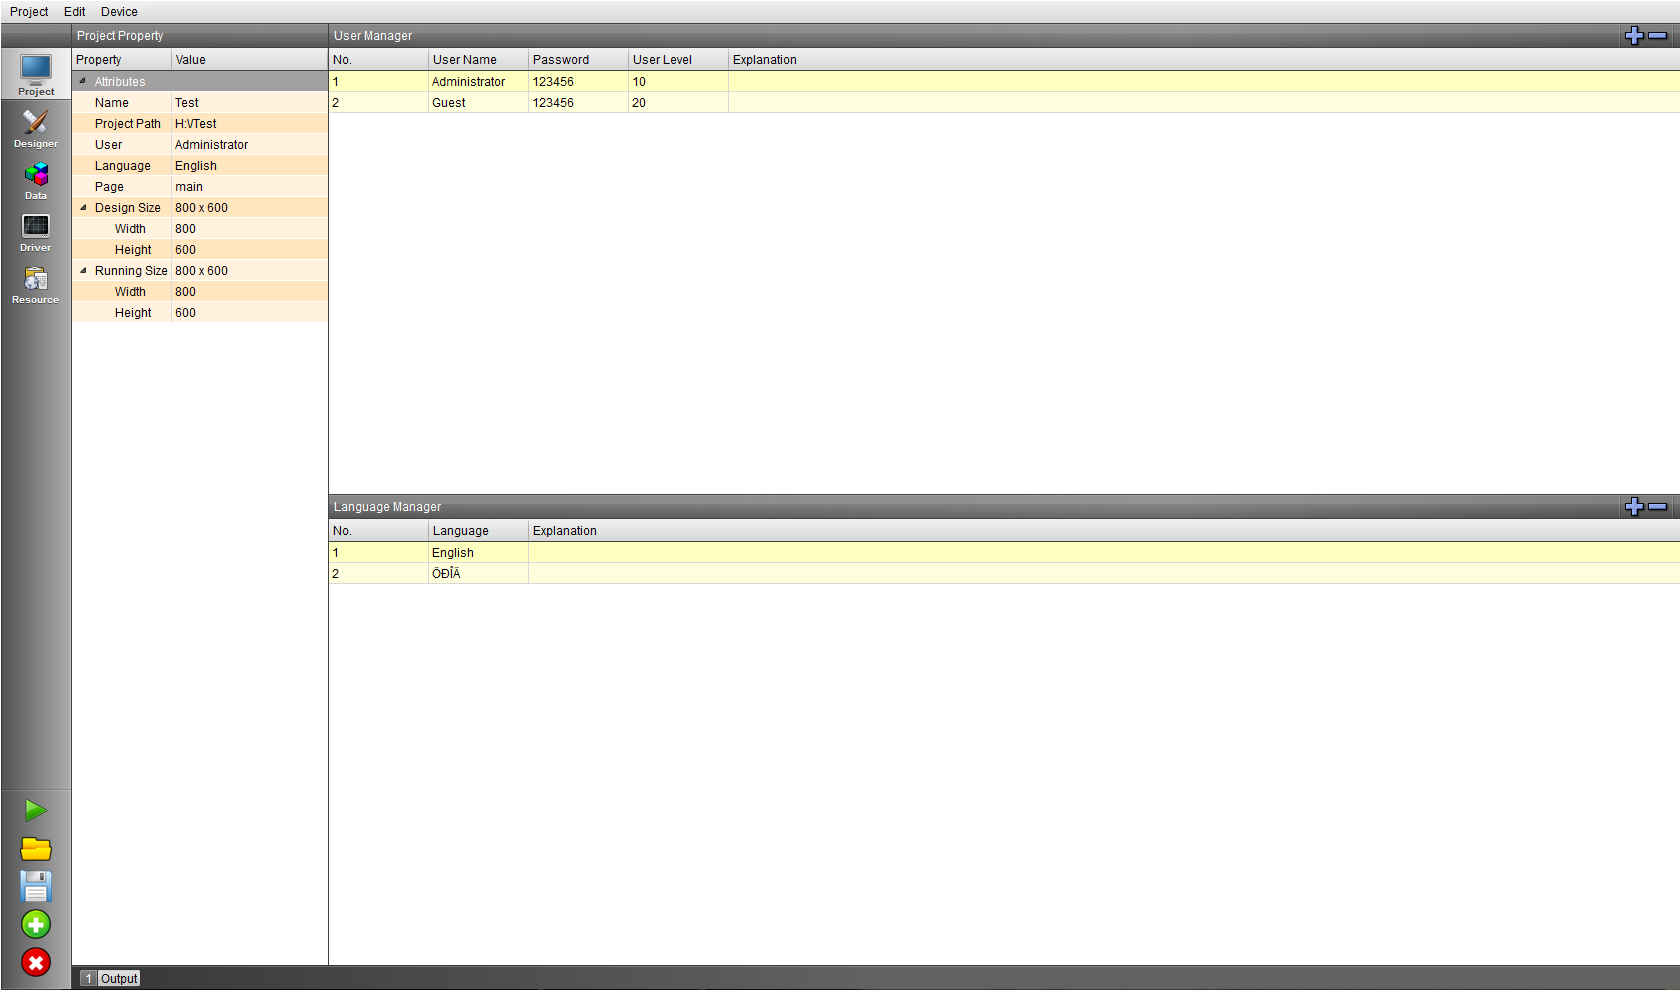 Project Edit Device
Project Property
User Manager
Property Value
No. User Name Password User Level Explanation
Project
Attributes
1 Administrator 123456 10
Name Test
2 Guest 123456 20
Project Path H:\/Test
Designer
User Administrator
Language English
Page main
Data
Design Size 800 x 600
Width 800
Driver
Height 600
Running Size 800 x 600
Width 800
Resource
Height 600
Language Manager
No. Language Explanation
1 English
2 ÖÐÎÄ
1 Output